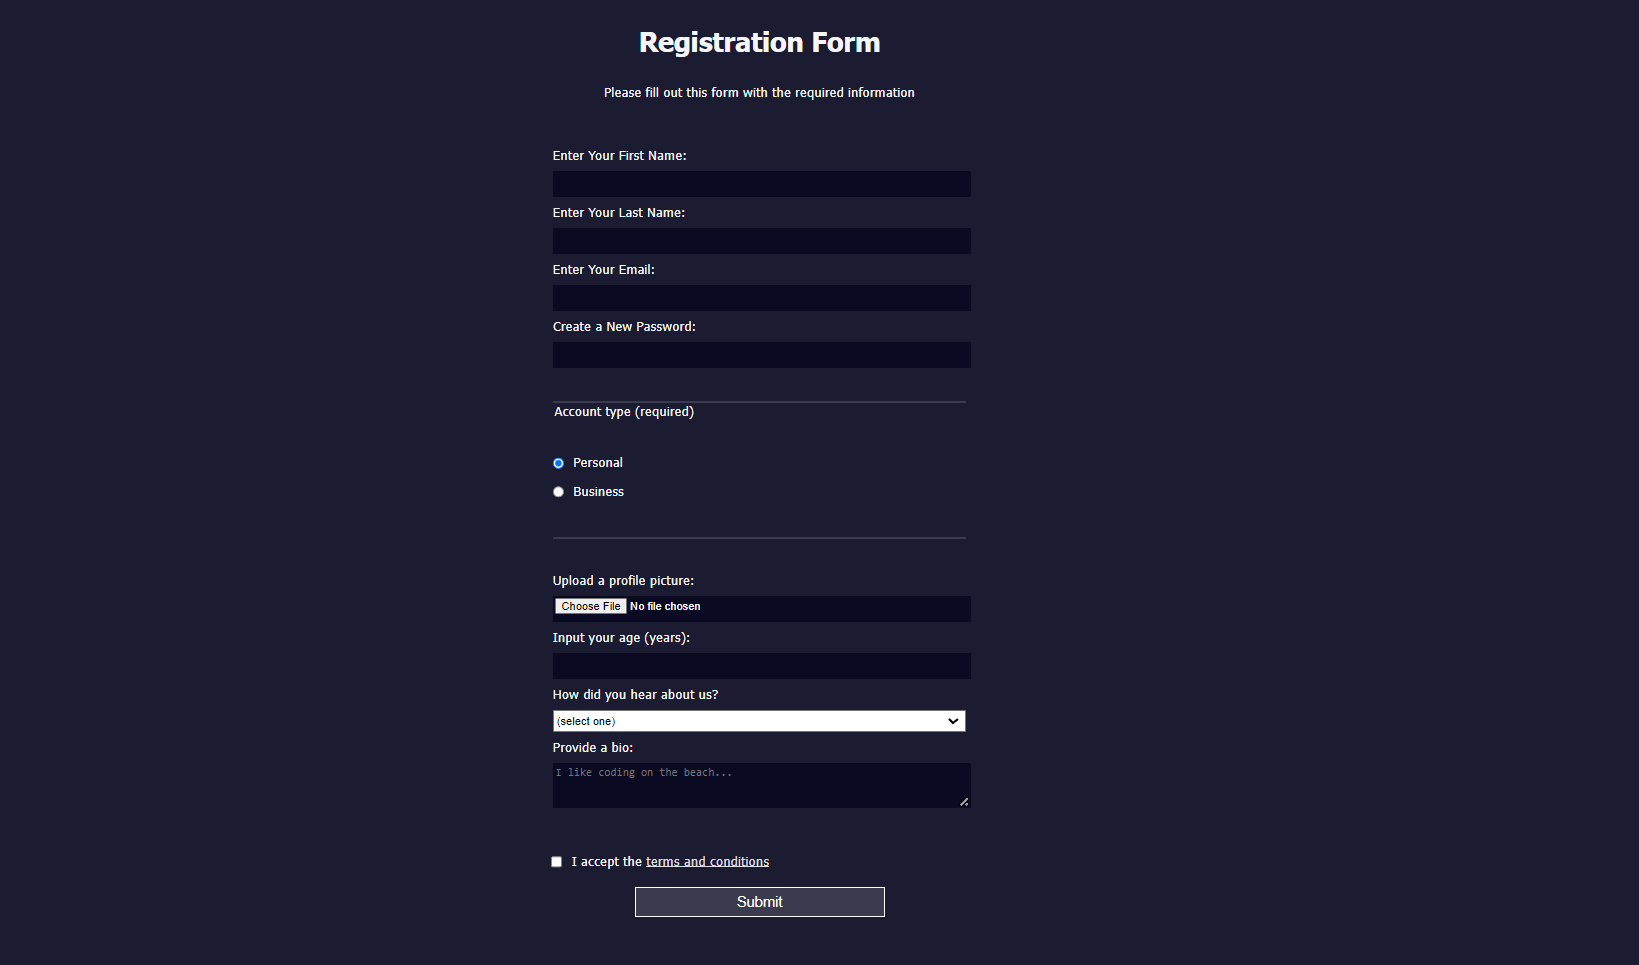 Registration Form
Please fill out this form with the required information
Enter Your First Name:
Enter Your Last Name:
Enter Your Email:
Create a New Password:
Account type (required)
Personal
Business
Upload a profile picture:
Choose File No file chosen
Input your age (years):
How did you hear about us?
(select one)
Provide a bio:
I like coding on the beach...
I accept the terms and conditions
Submit